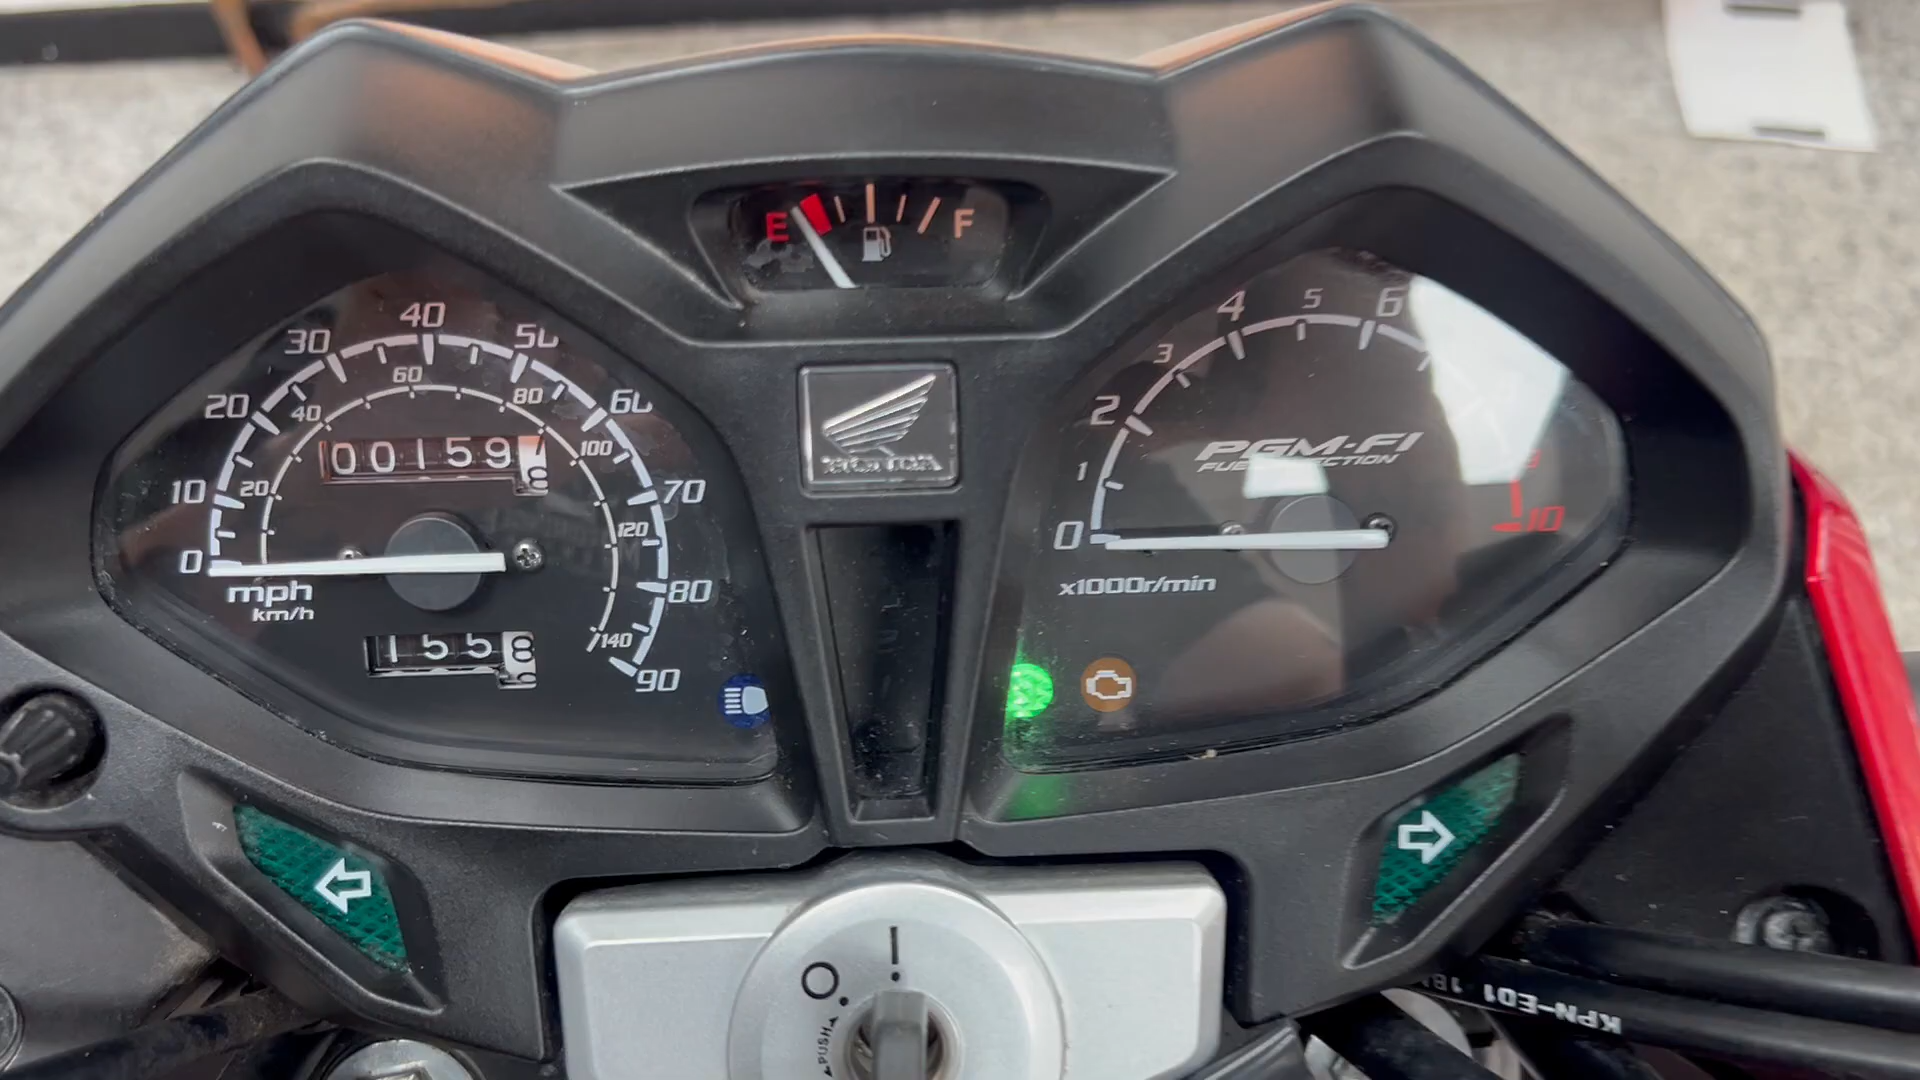 E F
40
30 50
20 60
60
40 80
00159
100
10 20 70
120
0
mph
km/h
80
140
90
1558
HONDA
4 5 6
3
2
1
0
PGM-FI
FUEL INJECTION
10
x1000r/min
PUSH
KPN-E01